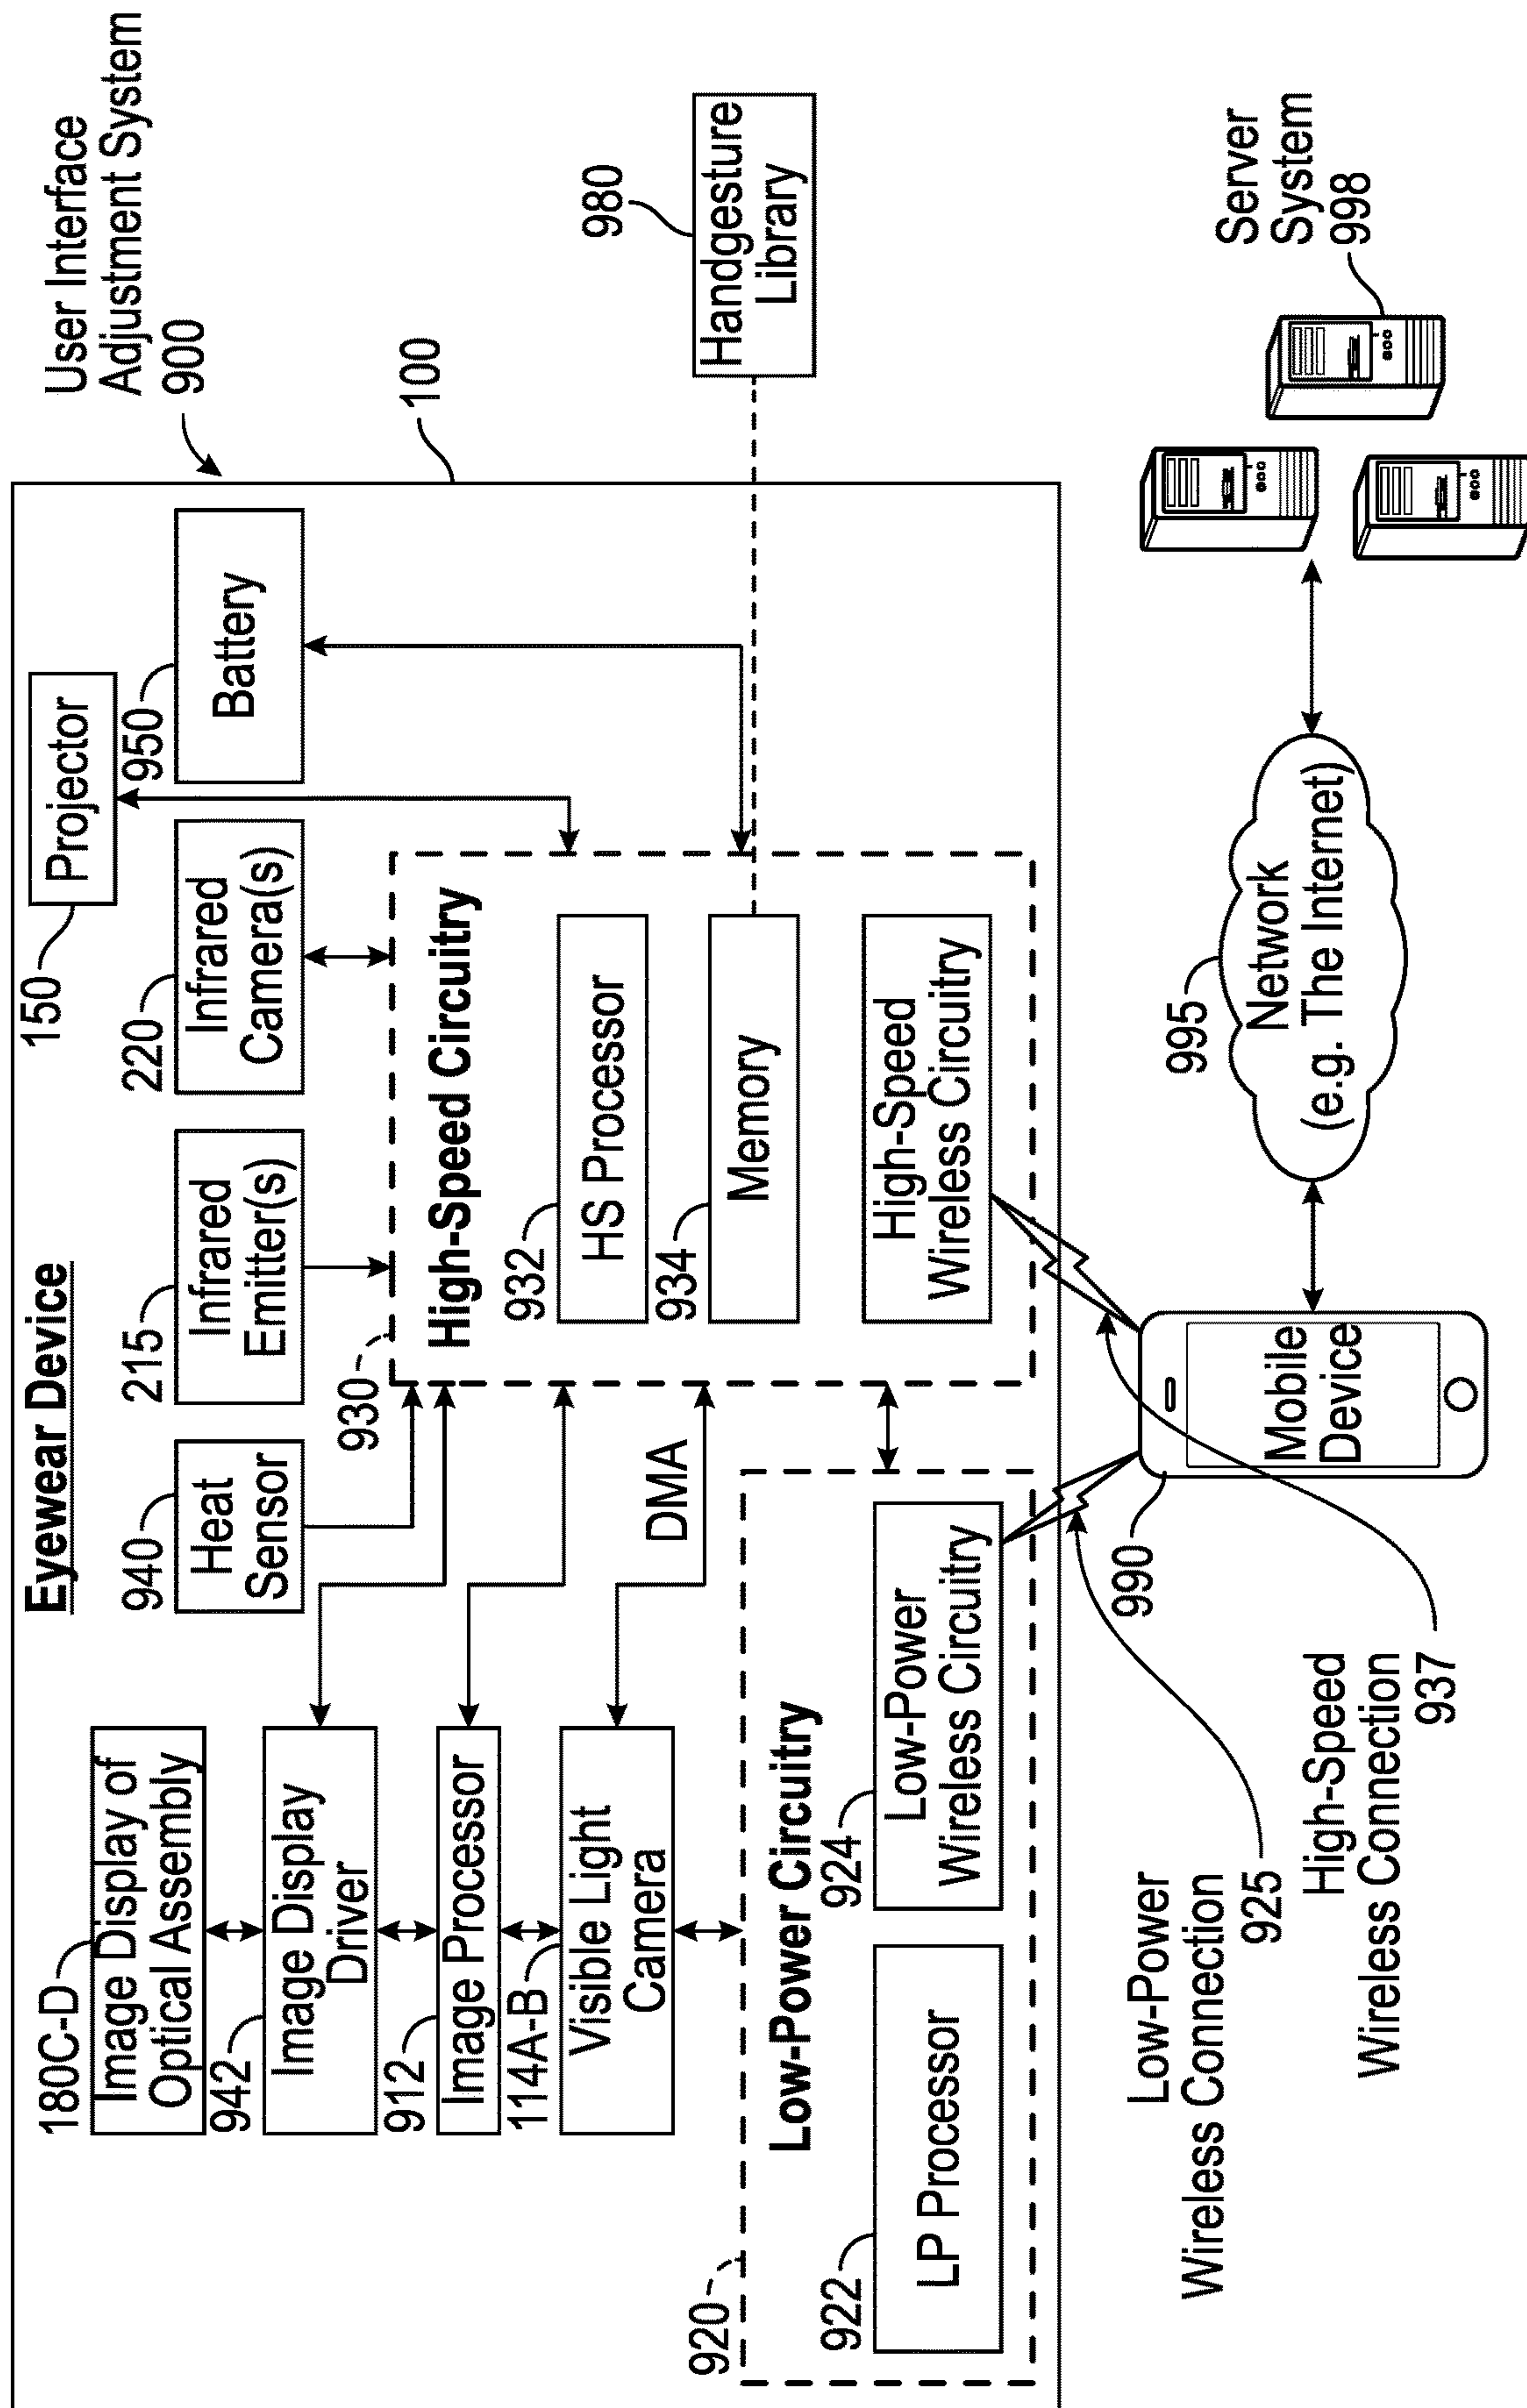 Eyewear Device
User Interface
Adjustment System
900
100
180C-D
Image Display of
Optical Assembly
942
Image Display
Driver
912
Image Processor
114A-B
Visible Light
Camera
940
Heat
Sensor
215
Infrared
Emitter(s)
220
Infrared
Camera(s)
150
Projector
950
Battery
DMA
930
High-Speed Circuitry
932
HS Processor
934
Memory
High-Speed
Wireless Circuitry
980
Handgesture
Library
920
Low-Power Circuitry
922
LP Processor
924
Low-Power
Wireless Circuitry
Low-Power
Wireless Connection
925
High-Speed
Wireless Connection
937
990
Mobile
Device
995
Network
(e.g. The Internet)
Server
System
998